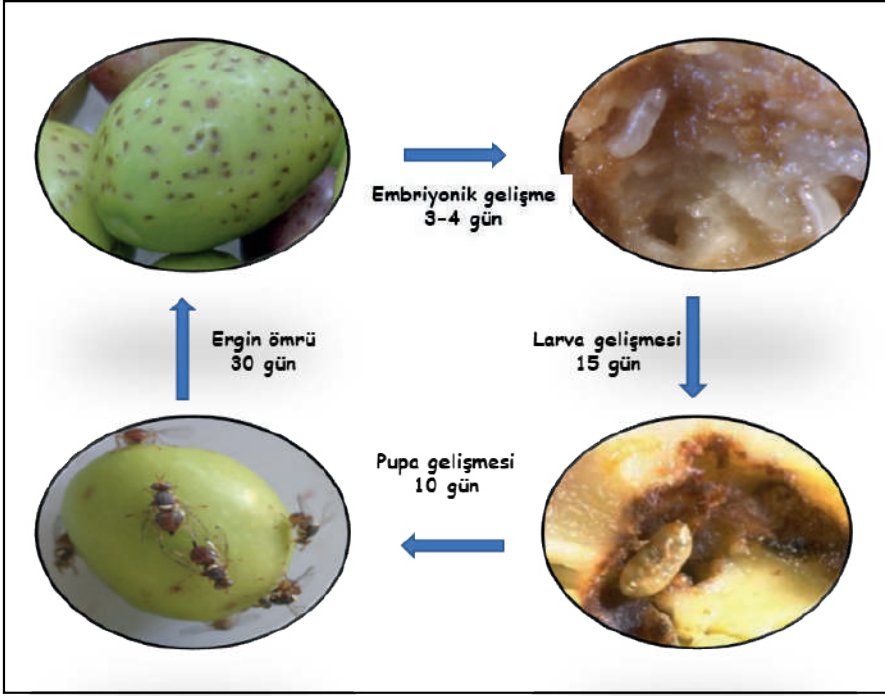 Embriyonik gelişme
3-4 gün
Larva gelişmesi
15 gün
Pupa gelişmesi
10 gün
Ergin ömrü
30 gün